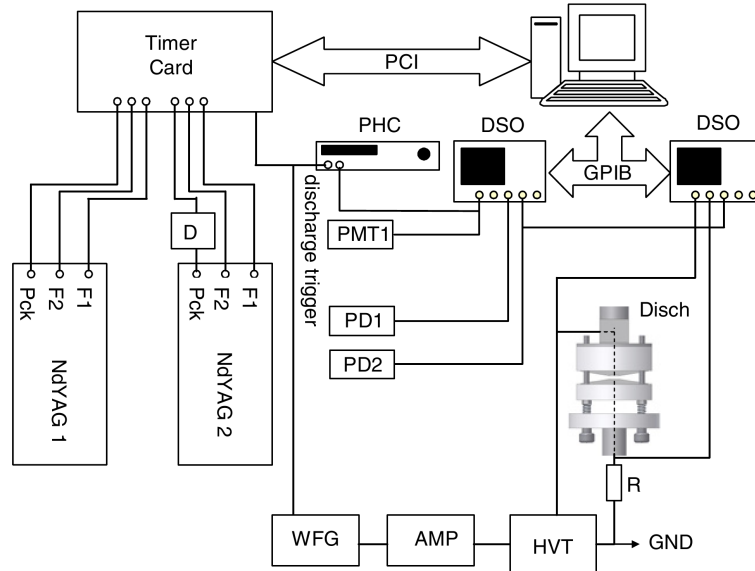 Timer
Card
PCI
PHC
DSO
DSO
GPIB
discharge trigger
PMT1
D
Pck
F2
F1
Pck
F2
F1
NdYAG 1
NdYAG 2
PD1
PD2
Disch
R
WFG
AMP
HVT
GND